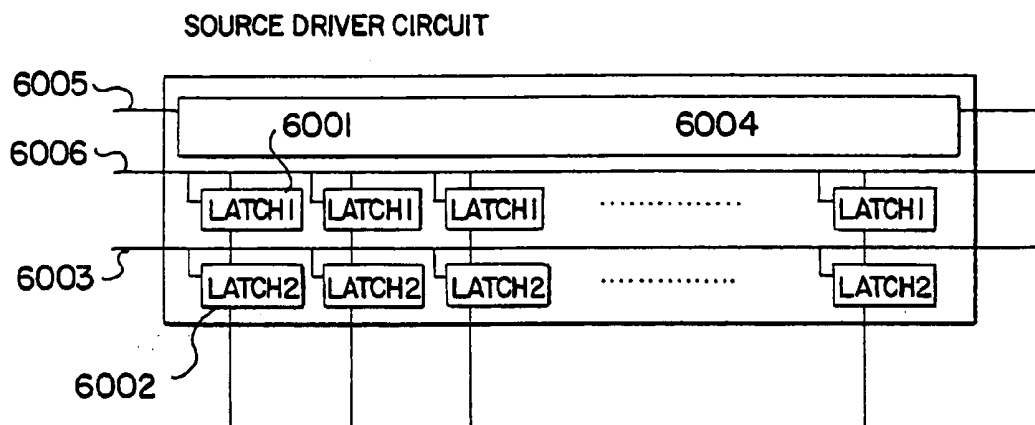 SOURCE DRIVER CIRCUIT
6005
6001 6004
6006
LATCH1 LATCH1 LATCH1 ................ LATCH1
6003
LATCH2 LATCH2 LATCH2 ............... LATCH2
6002